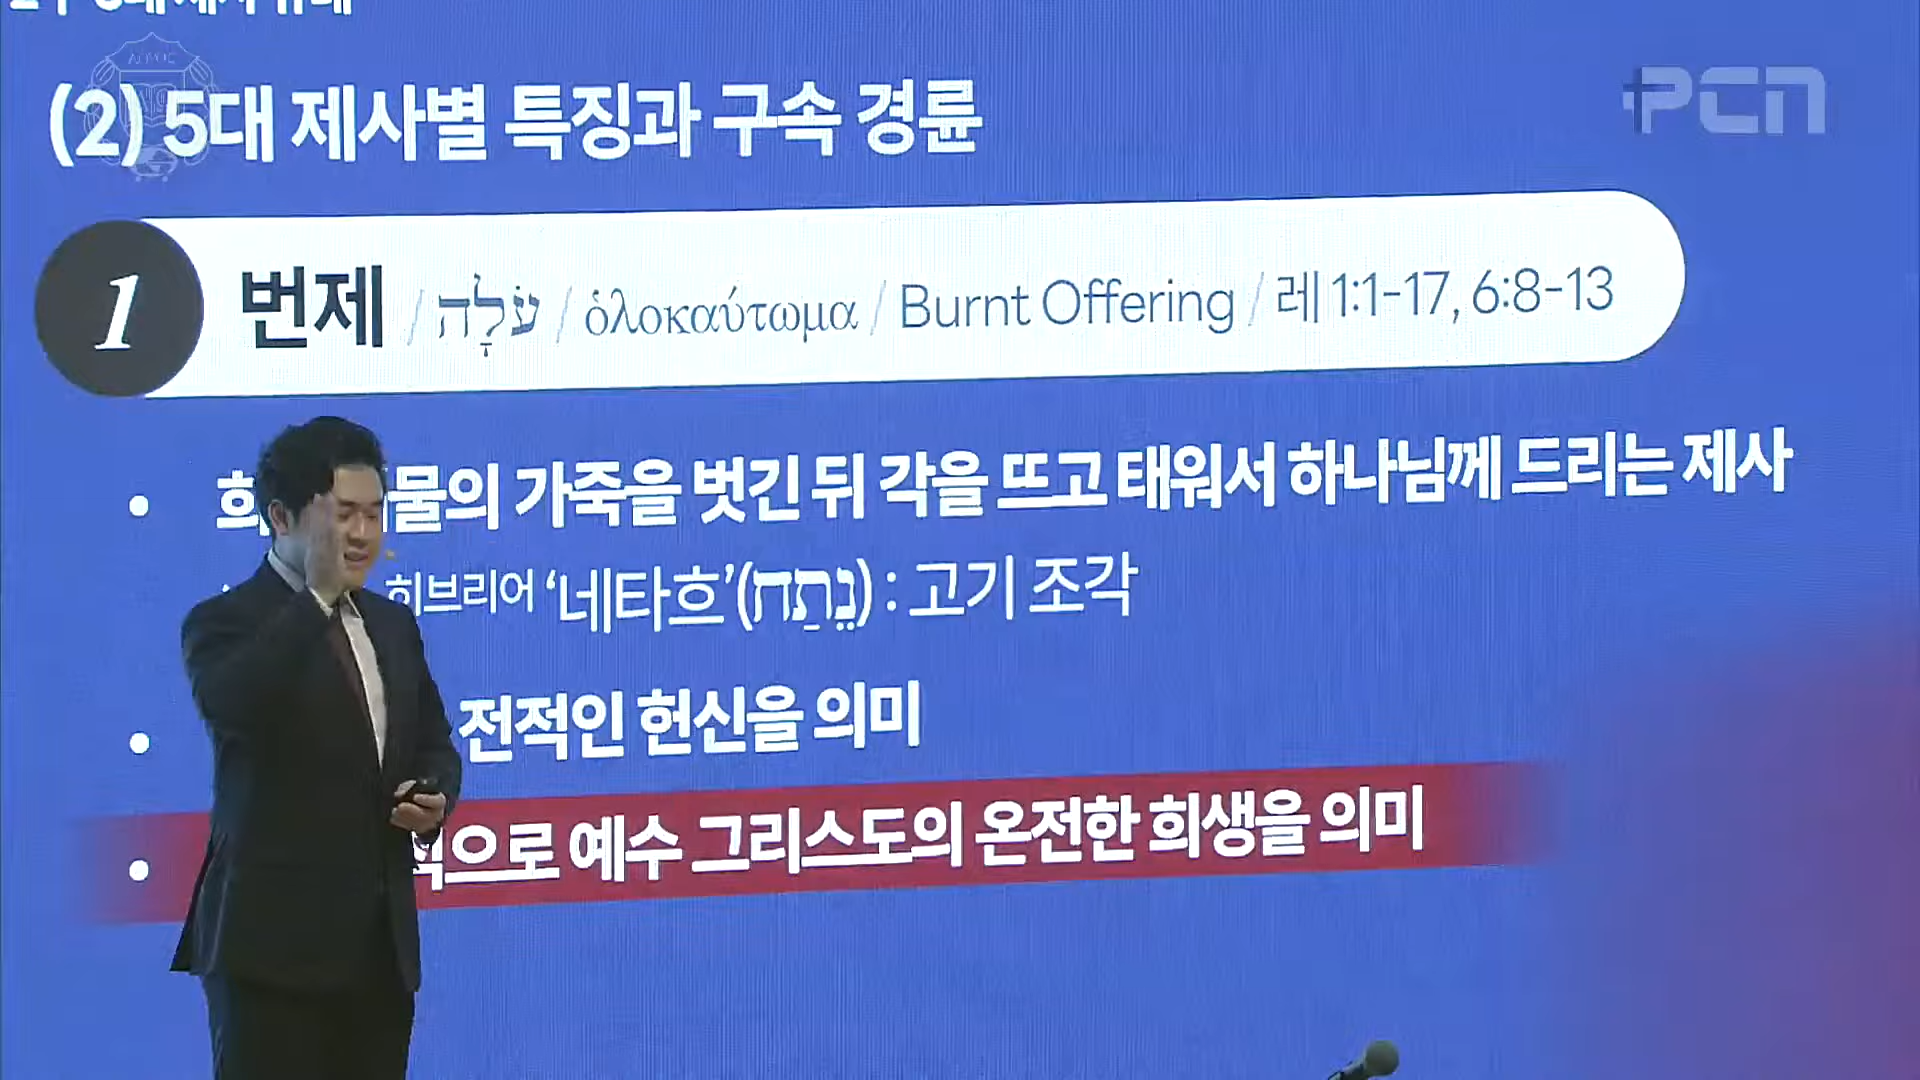 PCN
(2) 5대 제사별 특징과 구속 경륜
1 번제 / עֹלָה / ὁλοκαύτωμα / Burnt Offering / 레 1:1-17, 6:8-13
• 가죽을 벗긴 뒤 각을 뜨고 태워서 하나님께 드리는 제사
히브리어 ‘네타흐’(נֵתַח) : 고기 조각
• 전적인 헌신을 의미
• 예수 그리스도의 온전한 희생을 의미